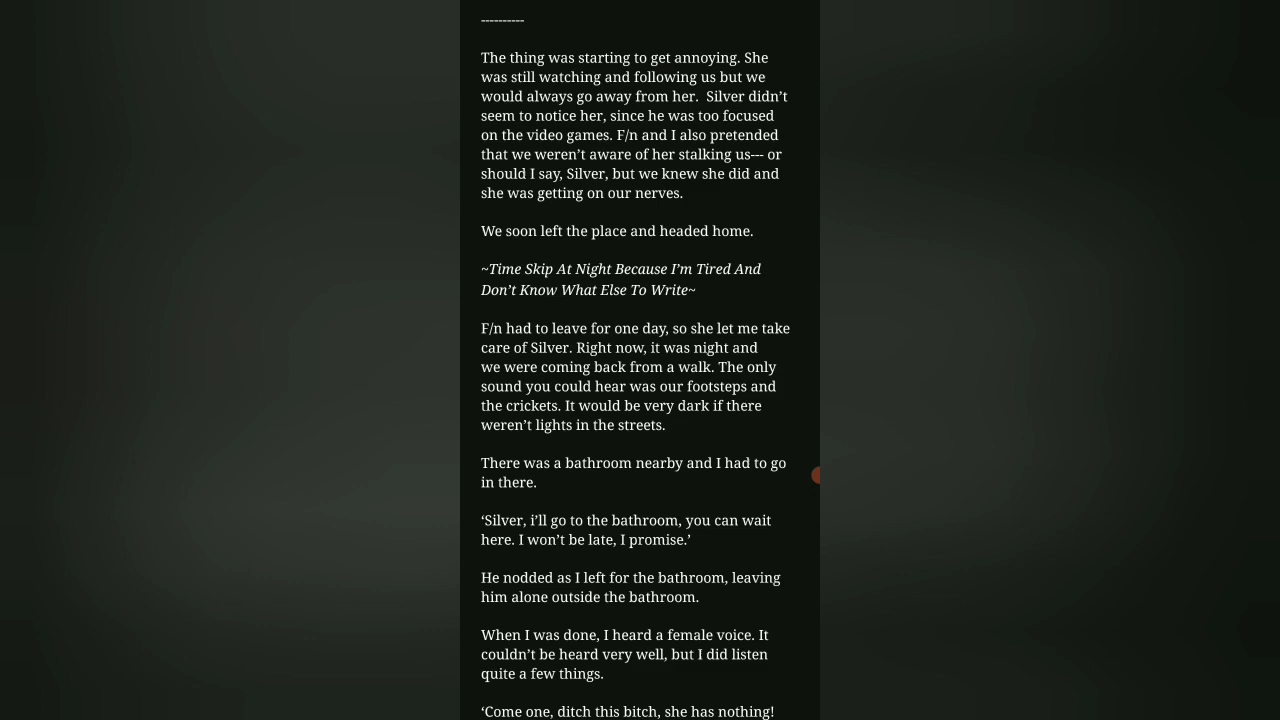 ----------
The thing was starting to get annoying. She
was still watching and following us but we
would always go away from her.  Silver didn’t
seem to notice her, since he was too focused
on the video games. F/n and I also pretended
that we weren’t aware of her stalking us--- or
should I say, Silver, but we knew she did and
she was getting on our nerves.
We soon left the place and headed home.
~Time Skip At Night Because I’m Tired And
Don’t Know What Else To Write~
F/n had to leave for one day, so she let me take
care of Silver. Right now, it was night and
we were coming back from a walk. The only
sound you could hear was our footsteps and
the crickets. It would be very dark if there
weren’t lights in the streets.
There was a bathroom nearby and I had to go
in there.
‘Silver, i’ll go to the bathroom, you can wait
here. I won’t be late, I promise.’
He nodded as I left for the bathroom, leaving
him alone outside the bathroom.
When I was done, I heard a female voice. It
couldn’t be heard very well, but I did listen
quite a few things.
‘Come one, ditch this bitch, she has nothing!